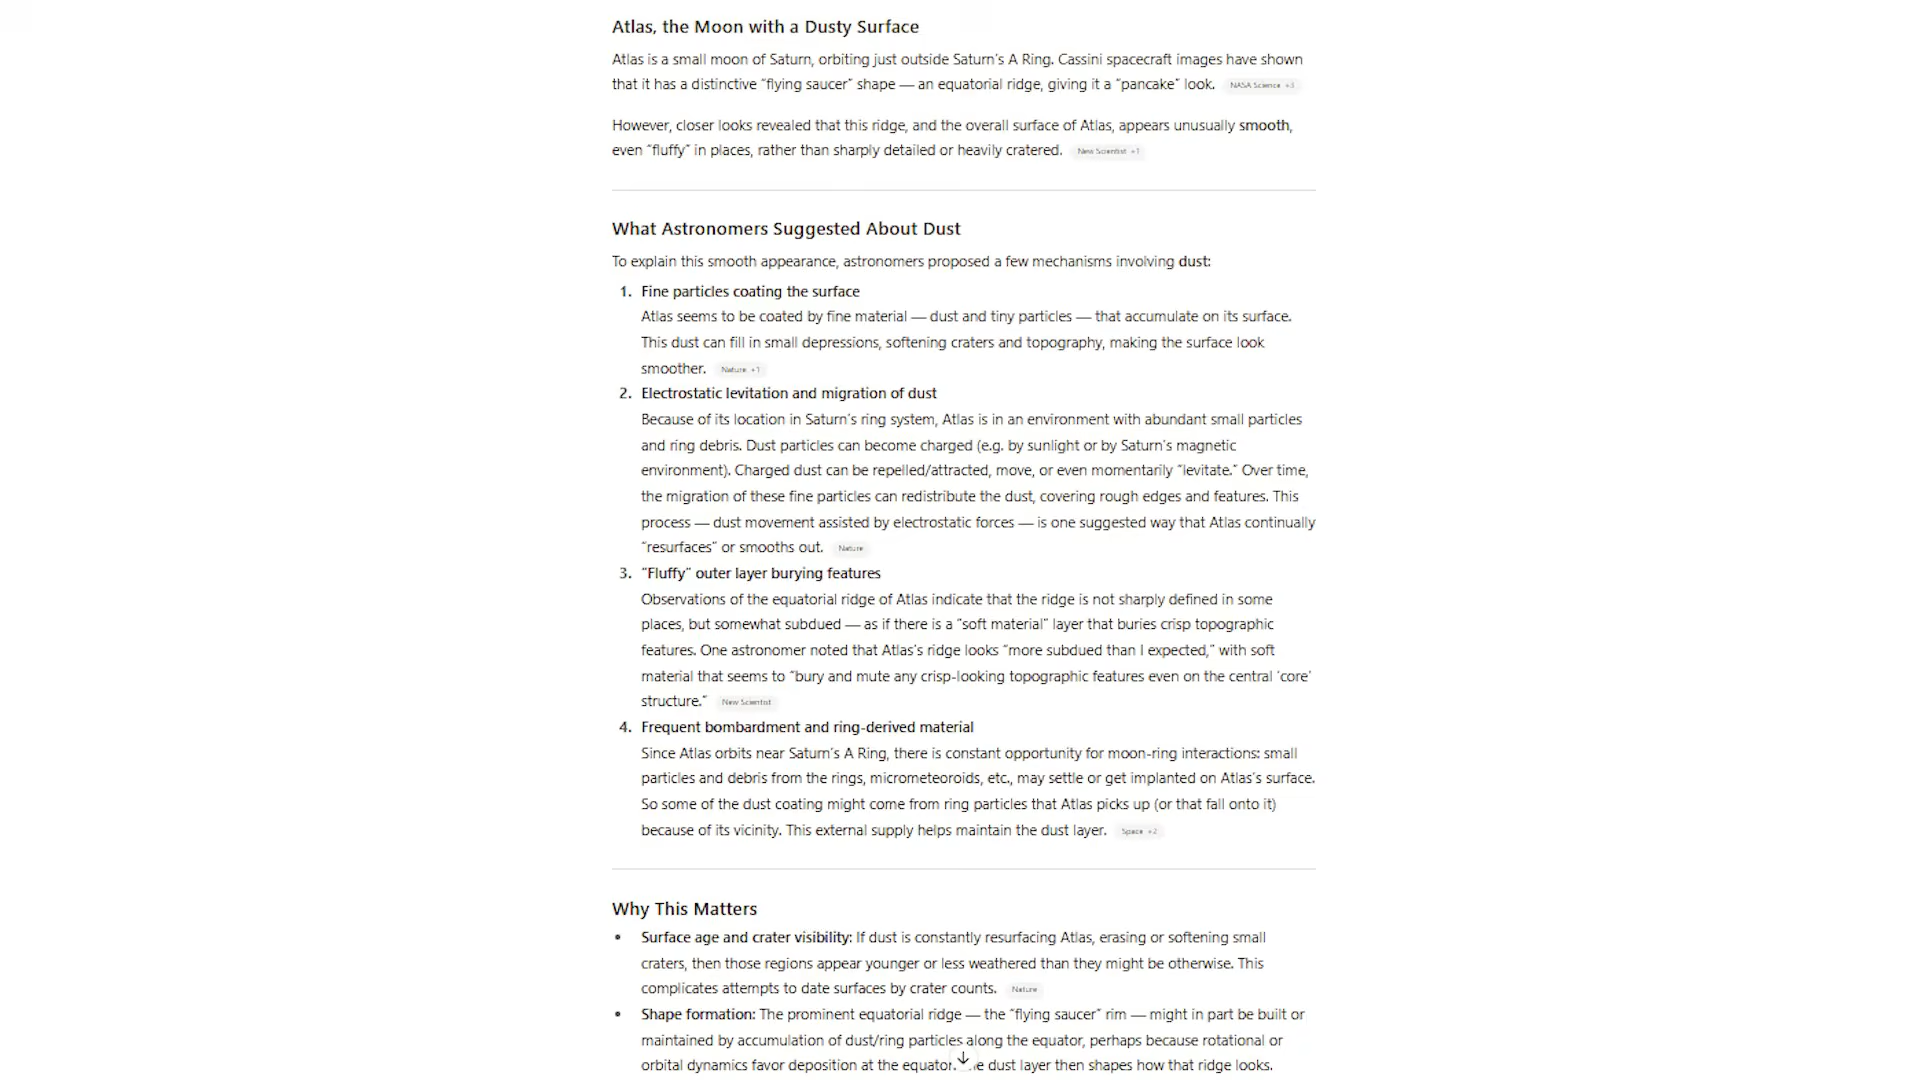 Atlas, the Moon with a Dusty Surface
Atlas is a small moon of Saturn, orbiting just outside Saturn's A Ring. Cassini spacecraft images have shown
that it has a distinctive "flying saucer" shape — an equatorial ridge, giving it a "pancake" look. NASA Science +3
However, closer looks revealed that this ridge, and the overall surface of Atlas, appears unusually smooth,
even "fluffy" in places, rather than sharply detailed or heavily cratered. New Scientist +1
What Astronomers Suggested About Dust
To explain this smooth appearance, astronomers proposed a few mechanisms involving dust:
1. Fine particles coating the surface
Atlas seems to be coated by fine material — dust and tiny particles — that accumulate on its surface.
This dust can fill in small depressions, softening craters and topography, making the surface look
smoother. Nature +1
2. Electrostatic levitation and migration of dust
Because of its location in Saturn's ring system, Atlas is in an environment with abundant small particles
and ring debris. Dust particles can become charged (e.g. by sunlight or by Saturn's magnetic
environment). Charged dust can be repelled/attracted, move, or even momentarily "levitate." Over time,
the migration of these fine particles can redistribute the dust, covering rough edges and features. This
process — dust movement assisted by electrostatic forces — is one suggested way that Atlas continually
"resurfaces" or smooths out. Nature
3. "Fluffy" outer layer burying features
Observations of the equatorial ridge of Atlas indicate that the ridge is not sharply defined in some
places, but somewhat subdued — as if there is a "soft material" layer that buries crisp topographic
features. One astronomer noted that Atlas's ridge looks "more subdued than I expected," with soft
material that seems to "bury and mute any crisp-looking topographic features even on the central 'core'
structure." New Scientist
4. Frequent bombardment and ring-derived material
Since Atlas orbits near Saturn's A Ring, there is constant opportunity for moon-ring interactions: small
particles and debris from the rings, micrometeoroids, etc., may settle or get implanted on Atlas's surface.
So some of the dust coating might come from ring particles that Atlas picks up (or that fall onto it)
because of its vicinity. This external supply helps maintain the dust layer. Space +2
Why This Matters
• Surface age and crater visibility: If dust is constantly resurfacing Atlas, erasing or softening small
craters, then those regions appear younger or less weathered than they might be otherwise. This
complicates attempts to date surfaces by crater counts. Nature
• Shape formation: The prominent equatorial ridge — the "flying saucer" rim — might in part be built or
maintained by accumulation of dust/ring particles along the equator, perhaps because rotational or
orbital dynamics favor deposition at the equator. dust layer then shapes how that ridge looks.